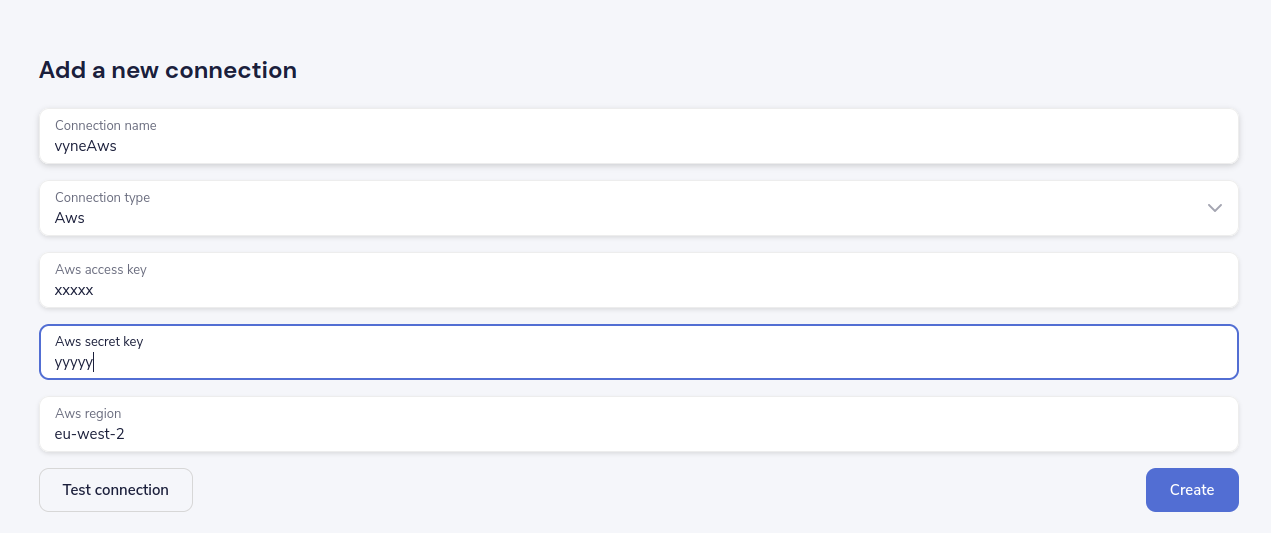 Add a new connection
Connection name
vyneAws
Connection type
Aws
Aws access key
xxxxx
Aws secret key
yyyyy
Aws region
eu-west-2
Test connection
Create